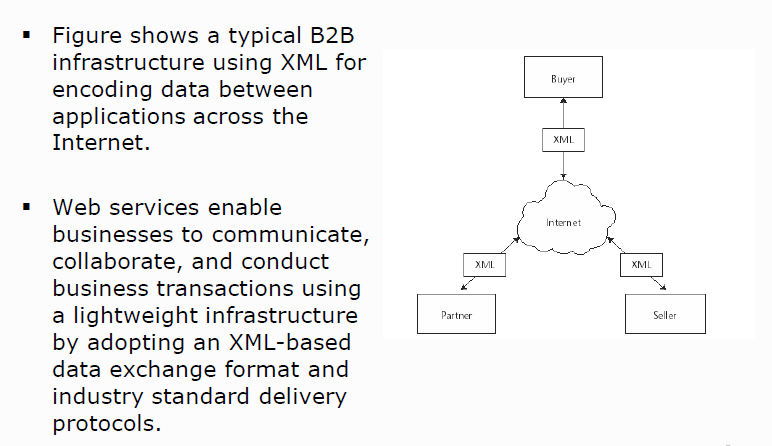 ▪ Figure shows a typical B2B
infrastructure using XML for
encoding data between
applications across the
Internet.
▪ Web services enable
businesses to communicate,
collaborate, and conduct
business transactions using
a lightweight infrastructure
by adopting an XML-based
data exchange format and
industry standard delivery
protocols.
Buyer
XML
Internet
XML
XML
Partner
Seller